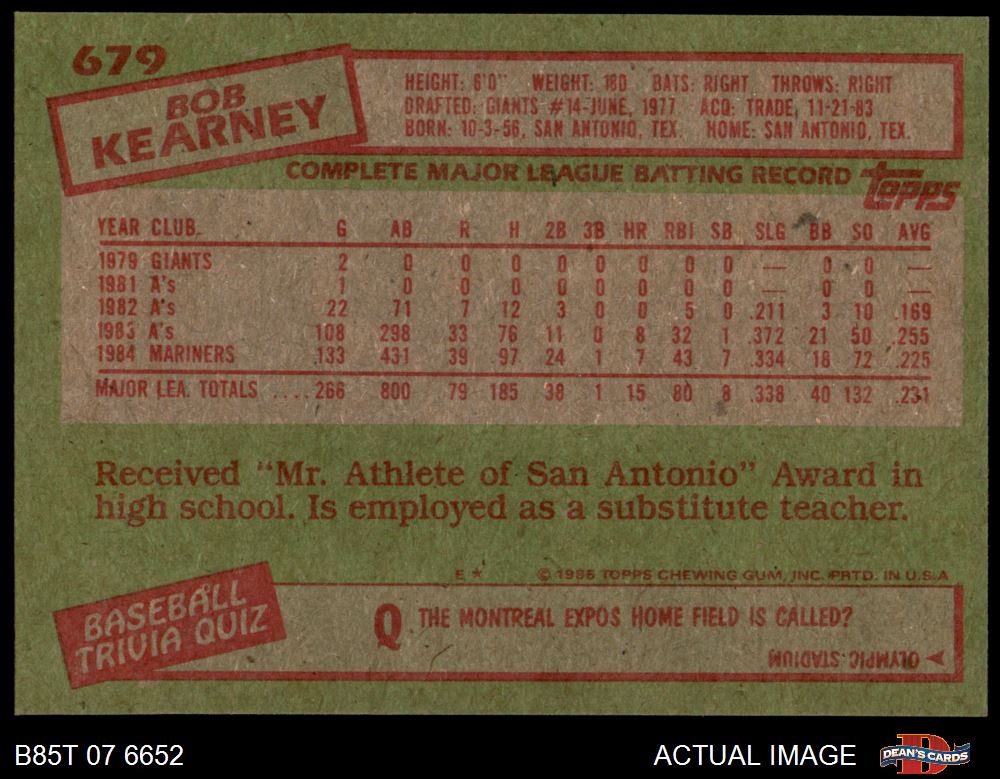 679
BOB
KEARNEY
HEIGHT: 6'0" WEIGHT: 180 BATS: RIGHT THROWS: RIGHT
DRAFTED: GIANTS #14-JUNE, 1977 ACQ: TRADE, 11-21-83
BORN: 10-3-56, SAN ANTONIO, TEX. HOME: SAN ANTONIO, TEX.
COMPLETE MAJOR LEAGUE BATTING RECORD topps
YEAR CLUB G AB R H 2B 3B HR RBI SB SLG BB SO AVG
1979 GIANTS 2 0 0 0 0 0 0 0 0 — 0 0 —
1981 A's 1 0 0 0 0 0 0 0 0 — 0 0 —
1982 A's 22 71 7 12 3 0 0 5 0 .211 3 10 .169
1983 A's 108 298 33 76 11 0 8 32 1 .372 21 50 .255
1984 MARINERS 133 431 39 97 24 1 7 43 7 .334 16 72 .225
MAJOR LEA. TOTALS .... 266 800 79 185 38 1 15 80 8 .338 40 132 .231
Received "Mr. Athlete of San Antonio" Award in
high school. Is employed as a substitute teacher.
E * © 1985 TOPPS CHEWING GUM, INC. PRTD. IN U.S.A
BASEBALL
TRIVIA QUIZ
Q THE MONTREAL EXPOS HOME FIELD IS CALLED?
OLYMPIC STADIUM
B85T 07 6652 ACTUAL IMAGE DEAN'S CARDS